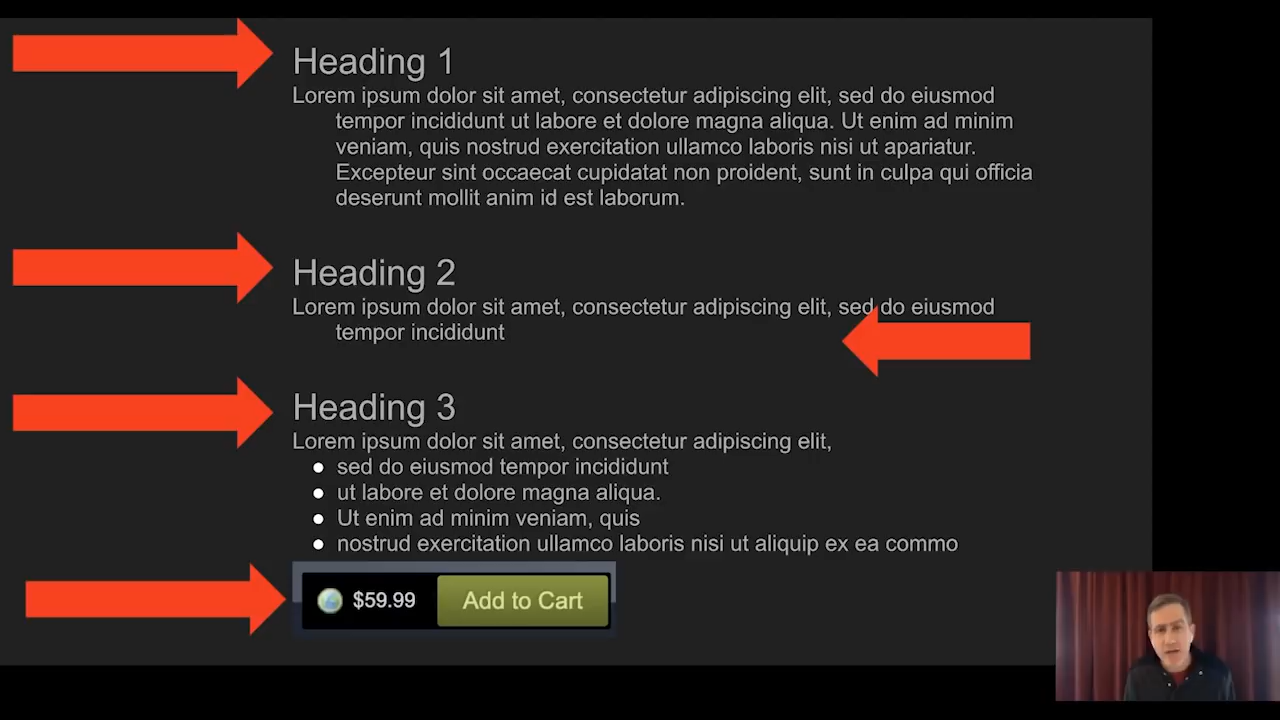 Heading 1
Lorem ipsum dolor sit amet, consectetur adipiscing elit, sed do eiusmod
tempor incididunt ut labore et dolore magna aliqua. Ut enim ad minim
veniam, quis nostrud exercitation ullamco laboris nisi ut apariatur.
Excepteur sint occaecat cupidatat non proident, sunt in culpa qui officia
deserunt mollit anim id est laborum.
Heading 2
Lorem ipsum dolor sit amet, consectetur adipiscing elit, sed do eiusmod
tempor incididunt
Heading 3
Lorem ipsum dolor sit amet, consectetur adipiscing elit,
● sed do eiusmod tempor incididunt
● ut labore et dolore magna aliqua.
● Ut enim ad minim veniam, quis
● nostrud exercitation ullamco laboris nisi ut aliquip ex ea commo
$59.99 Add to Cart